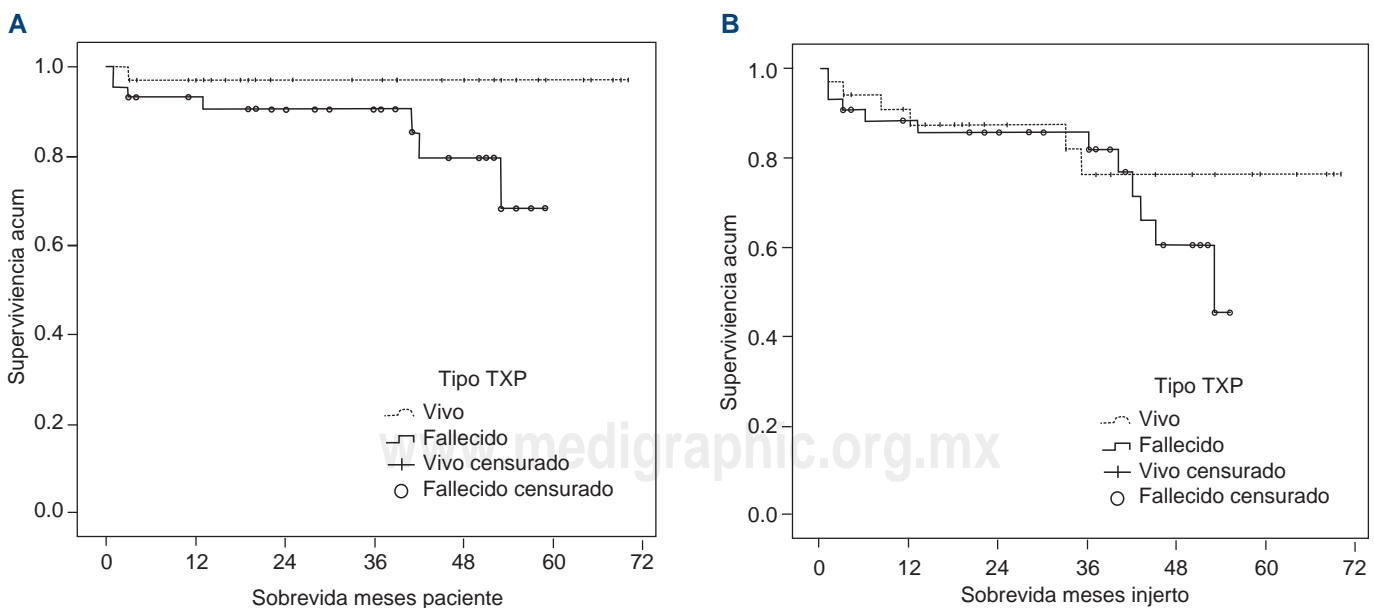 A
1.0
0.8
0.6
0.4
0.2
0.0
Superviviencia acum
Tipo TXP
Vivo
Fallecido
Vivo censurado
Fallecido censurado
0 12 24 36 48 60 72
Sobrevida meses paciente
B
1.0
0.8
0.6
0.4
0.2
0.0
Superviviencia acum
Tipo TXP
Vivo
Fallecido
Vivo censurado
Fallecido censurado
0 12 24 36 48 60 72
Sobrevida meses injerto
www.medigraphic.org.mx